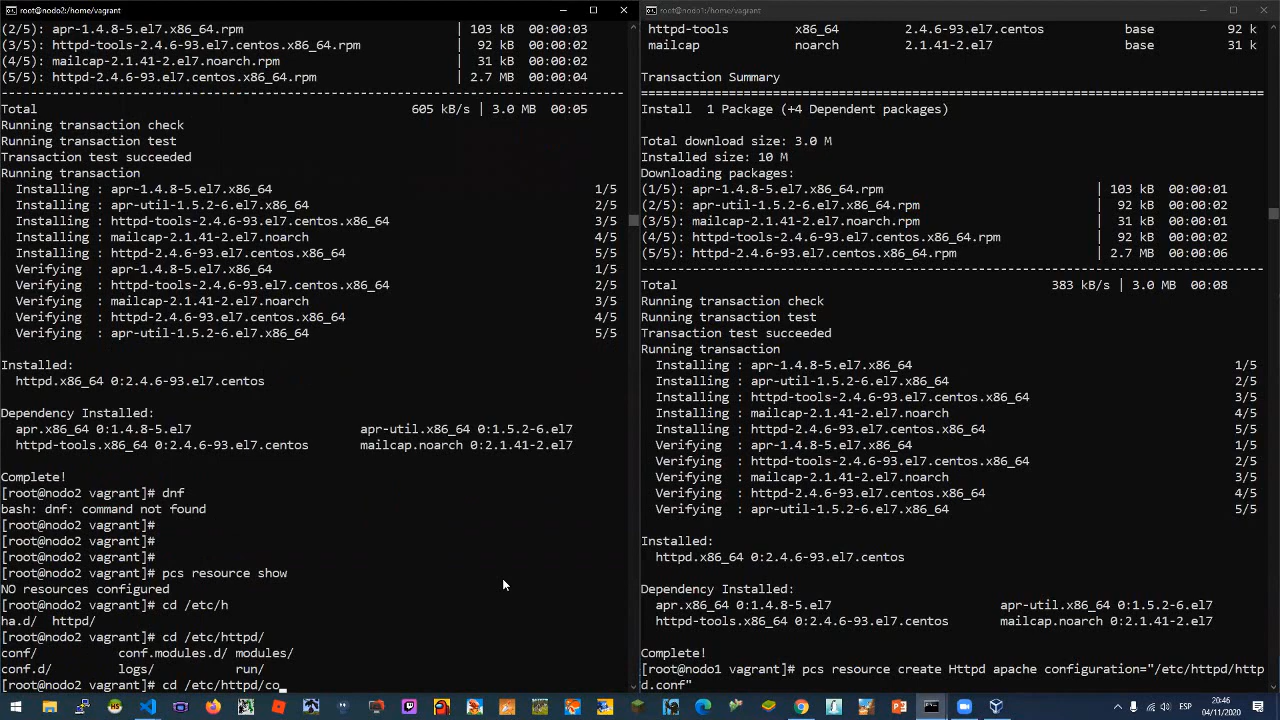 root@nodo2:/home/vagrant
(2/5): apr-1.4.8-5.el7.x86_64.rpm | 103 kB 00:00:03
(3/5): httpd-tools-2.4.6-93.el7.centos.x86_64.rpm | 92 kB 00:00:02
(4/5): mailcap-2.1.41-2.el7.noarch.rpm | 31 kB 00:00:02
(5/5): httpd-2.4.6-93.el7.centos.x86_64.rpm | 2.7 MB 00:00:04
--------------------------------------------------------------------------------------
Total 605 kB/s | 3.0 MB 00:05
Running transaction check
Running transaction test
Transaction test succeeded
Running transaction
Installing : apr-1.4.8-5.el7.x86_64 1/5
Installing : apr-util-1.5.2-6.el7.x86_64 2/5
Installing : httpd-tools-2.4.6-93.el7.centos.x86_64 3/5
Installing : mailcap-2.1.41-2.el7.noarch 4/5
Installing : httpd-2.4.6-93.el7.centos.x86_64 5/5
Verifying : apr-1.4.8-5.el7.x86_64 1/5
Verifying : httpd-tools-2.4.6-93.el7.centos.x86_64 2/5
Verifying : mailcap-2.1.41-2.el7.noarch 3/5
Verifying : httpd-2.4.6-93.el7.centos.x86_64 4/5
Verifying : apr-util-1.5.2-6.el7.x86_64 5/5
Installed:
httpd.x86_64 0:2.4.6-93.el7.centos
Dependency Installed:
apr.x86_64 0:1.4.8-5.el7 apr-util.x86_64 0:1.5.2-6.el7
httpd-tools.x86_64 0:2.4.6-93.el7.centos mailcap.noarch 0:2.1.41-2.el7
Complete!
[root@nodo2 vagrant]# dnf
bash: dnf: command not found
[root@nodo2 vagrant]#
[root@nodo2 vagrant]#
[root@nodo2 vagrant]#
[root@nodo2 vagrant]# pcs resource show
NO resources configured
[root@nodo2 vagrant]# cd /etc/h
ha.d/ httpd/
[root@nodo2 vagrant]# cd /etc/httpd/
conf/ conf.modules.d/ modules/
conf.d/ logs/ run/
[root@nodo2 vagrant]# cd /etc/httpd/co_
root@nodo1:/home/vagrant
httpd-tools x86_64 2.4.6-93.el7.centos base 92 k
mailcap noarch 2.1.41-2.el7 base 31 k
Transaction Summary
======================================================================================
Install 1 Package (+4 Dependent packages)
Total download size: 3.0 M
Installed size: 10 M
Downloading packages:
(1/5): apr-1.4.8-5.el7.x86_64.rpm | 103 kB 00:00:01
(2/5): apr-util-1.5.2-6.el7.x86_64.rpm | 92 kB 00:00:02
(3/5): mailcap-2.1.41-2.el7.noarch.rpm | 31 kB 00:00:01
(4/5): httpd-tools-2.4.6-93.el7.centos.x86_64.rpm | 92 kB 00:00:02
(5/5): httpd-2.4.6-93.el7.centos.x86_64.rpm | 2.7 MB 00:00:06
--------------------------------------------------------------------------------------
Total 383 kB/s | 3.0 MB 00:08
Running transaction check
Running transaction test
Transaction test succeeded
Running transaction
Installing : apr-1.4.8-5.el7.x86_64 1/5
Installing : apr-util-1.5.2-6.el7.x86_64 2/5
Installing : httpd-tools-2.4.6-93.el7.centos.x86_64 3/5
Installing : mailcap-2.1.41-2.el7.noarch 4/5
Installing : httpd-2.4.6-93.el7.centos.x86_64 5/5
Verifying : apr-1.4.8-5.el7.x86_64 1/5
Verifying : httpd-tools-2.4.6-93.el7.centos.x86_64 2/5
Verifying : mailcap-2.1.41-2.el7.noarch 3/5
Verifying : httpd-2.4.6-93.el7.centos.x86_64 4/5
Verifying : apr-util-1.5.2-6.el7.x86_64 5/5
Installed:
httpd.x86_64 0:2.4.6-93.el7.centos
Dependency Installed:
apr.x86_64 0:1.4.8-5.el7 apr-util.x86_64 0:1.5.2-6.el7
httpd-tools.x86_64 0:2.4.6-93.el7.centos mailcap.noarch 0:2.1.41-2.el7
Complete!
[root@nodo1 vagrant]# pcs resource create Httpd apache configuration="/etc/httpd/http
d.conf"
ESP
20:46
04/11/2020